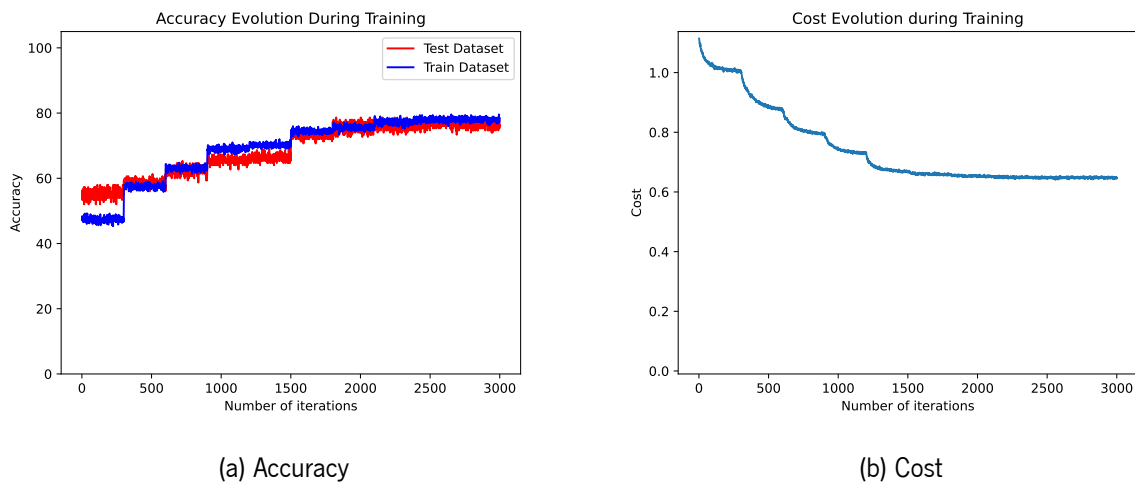 Accuracy Evolution During Training
100
80
60
40
20
0
Accuracy
Test Dataset
Train Dataset
0 500 1000 1500 2000 2500 3000
Number of iterations
(a) Accuracy
Cost Evolution during Training
1.0
0.8
0.6
0.4
0.2
0.0
Cost
0 500 1000 1500 2000 2500 3000
Number of iterations
(b) Cost